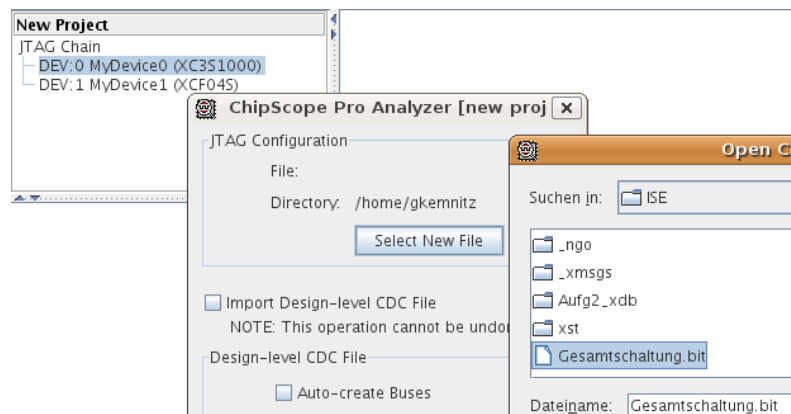 New Project
JTAG Chain
DEV:0 MyDevice0 (XC3S1000)
DEV:1 MyDevice1 (XCF04S)
ChipScope Pro Analyzer [new proj
JTAG Configuration
File:
Directory: /home/gkemnitz
Select New File
Import Design-level CDC File
NOTE: This operation cannot be undo
Design-level CDC File
Auto-create Buses
Open C
Suchen in: ISE
_ngo
_xmsgs
Aufg2_xdb
xst
Gesamtschaltung.bit
Dateiname: Gesamtschaltung.bit